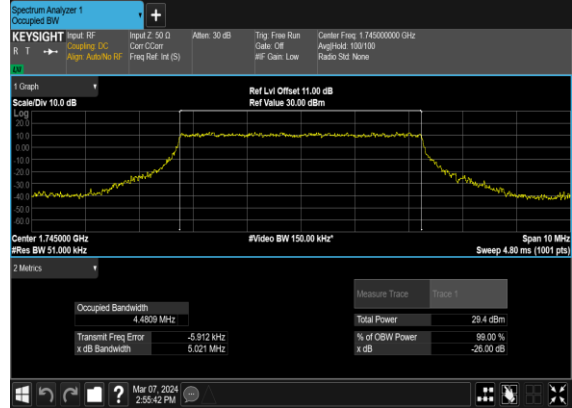 Spectrum Analyzer 1
Occupied BW
+
KEYSIGHT Input: RF Input Z: 50 Ω Atten: 30 dB Trig: Free Run Center Freq: 1.745000000 GHz
R T Coupling: DC Corr CCorr Gate: Off Avg|Hold: 100/100
Align: Auto/No RF Freq Ref: Int (S) #IF Gain: Low Radio Std: None
1 Graph
Ref Lvl Offset 11.00 dB
Scale/Div 10.0 dB Ref Value 30.00 dBm
Log
20.0
10.0
0.00
-10.0
-20.0
-30.0
-40.0
-50.0
-60.0
Center 1.745000 GHz #Video BW 150.00 kHz* Span 10 MHz
#Res BW 51.000 kHz Sweep 4.80 ms (1001 pts)
2 Metrics
Measure Trace Trace 1
Occupied Bandwidth
4.4809 MHz Total Power 29.4 dBm
Transmit Freq Error -5.912 kHz % of OBW Power 99.00 %
x dB Bandwidth 5.021 MHz x dB -26.00 dB
?
Mar 07, 2024
2:55:42 PM